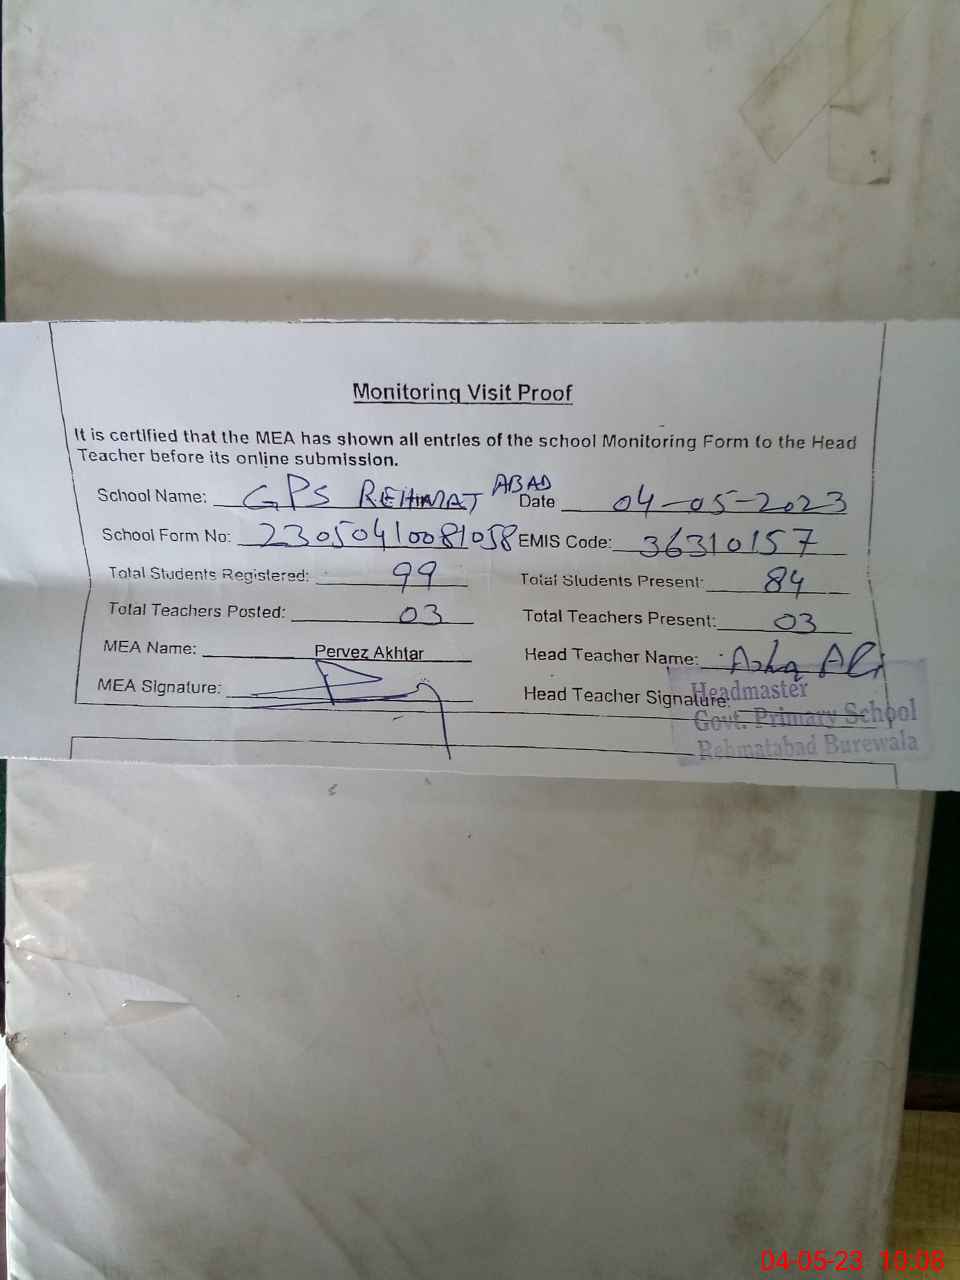 Monitoring Visit Proof
It is certified that the MEA has shown all entries of the school Monitoring Form to the Head
Teacher before its online submission.
School Name: GPS REHMAT ABAD Date 04-05-2023
School Form No: 23050410081058 EMIS Code: 36310157
Total Students Registered: 99 Total Students Present: 84
Total Teachers Posted: 03 Total Teachers Present: 03
MEA Name: Pervez Akhtar Head Teacher Name: Ali
MEA Signature: Head Teacher Signature:
Headmaster
Govt. Primary School
Rehmatabad Burewala
04-05-23 10:08